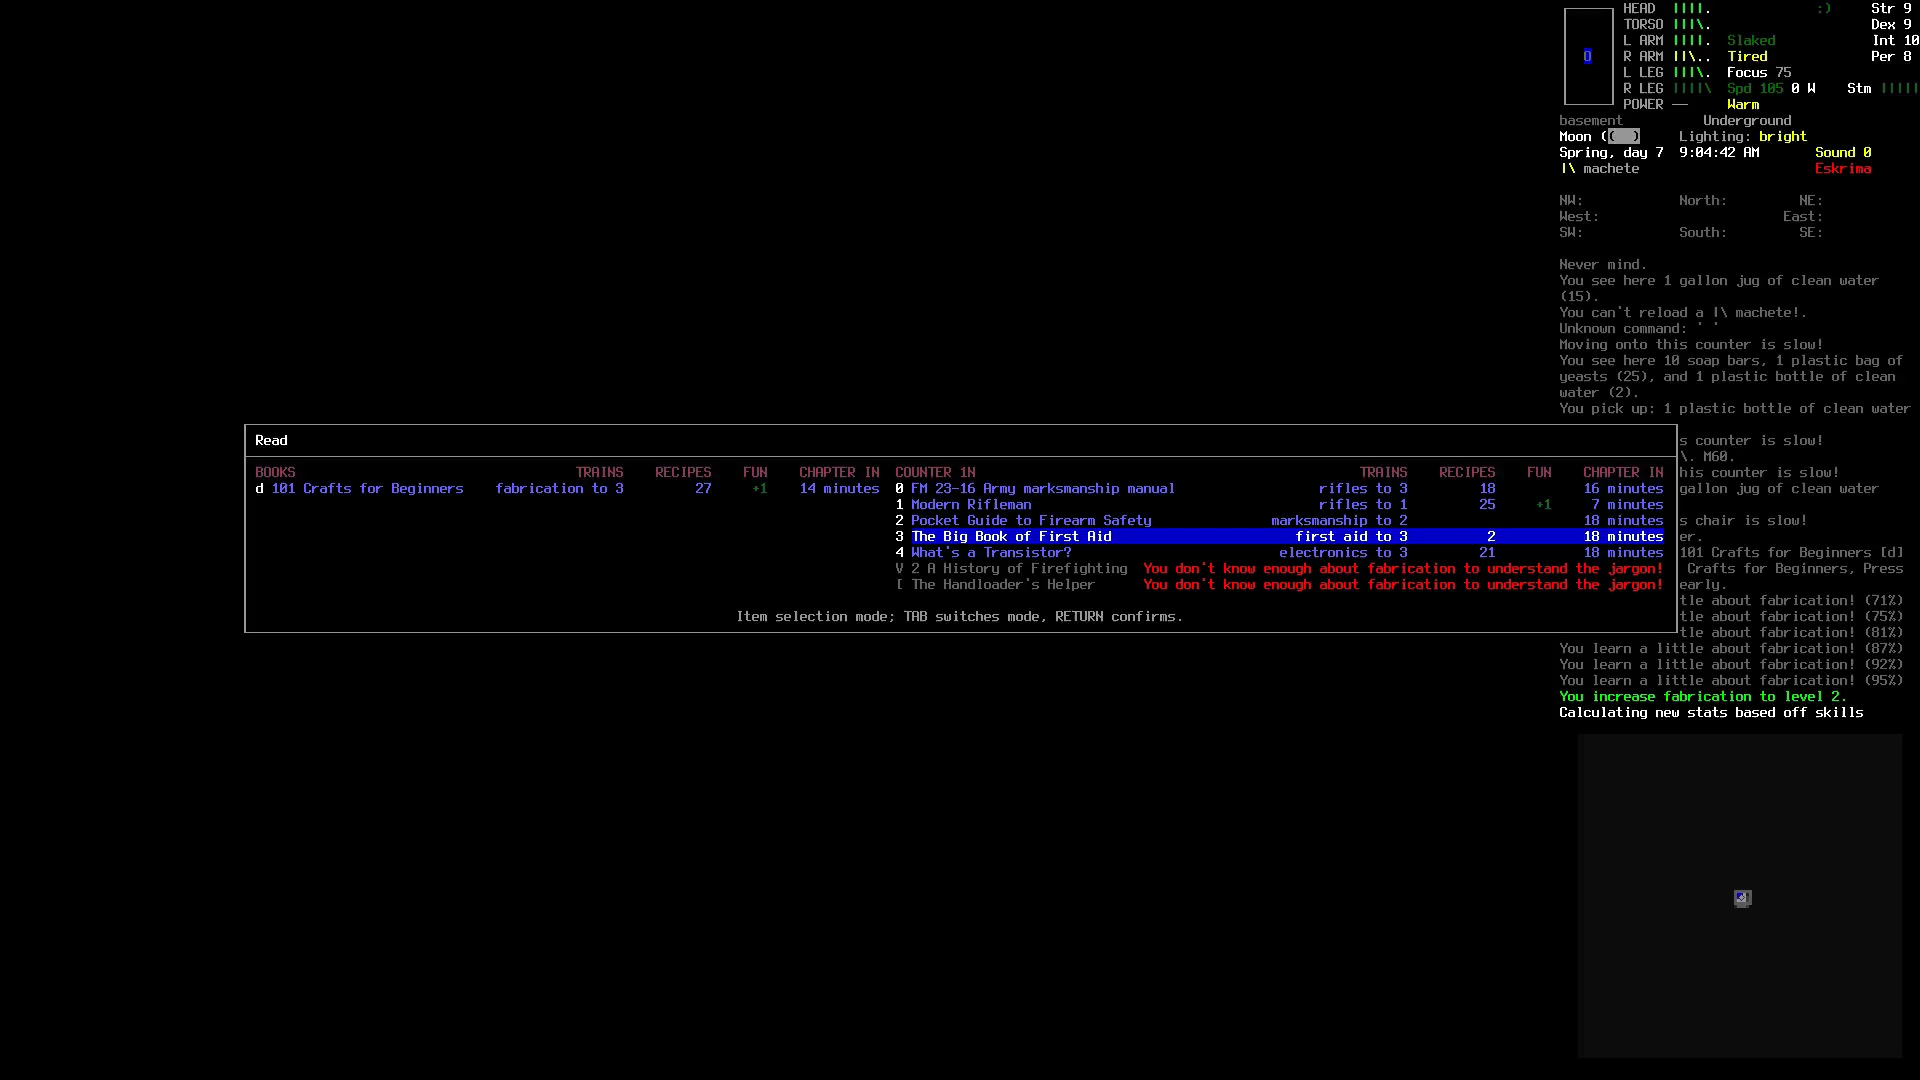 HEAD ||||. :) Str 9
TORSO |||\. Dex 9
L ARM ||||. Slaked Int 10
R ARM ||\.. Tired Per 8
L LEG |||\. Focus 75
R LEG ||||\ Spd 105 0 W Stm |||||
POWER — Warm
0
basement Underground
Moon (( ) Lighting: bright
Spring, day 7 9:04:42 AM Sound 0
|\ machete Eskrima
NW: North: NE:
West: East:
SW: South: SE:
Never mind.
You see here 1 gallon jug of clean water
(15).
You can't reload a |\ machete!.
Unknown command: ' '
Moving onto this counter is slow!
You see here 10 soap bars, 1 plastic bag of
yeasts (25), and 1 plastic bottle of clean
water (2).
You pick up: 1 plastic bottle of clean water
s counter is slow!
\. M60.
his counter is slow!
gallon jug of clean water
s chair is slow!
er.
101 Crafts for Beginners [d]
Crafts for Beginners, Press
early.
tle about fabrication! (71%)
tle about fabrication! (75%)
tle about fabrication! (81%)
You learn a little about fabrication! (87%)
You learn a little about fabrication! (92%)
You learn a little about fabrication! (95%)
You increase fabrication to level 2.
Calculating new stats based off skills
Read
BOOKS TRAINS RECIPES FUN CHAPTER IN COUNTER 1N TRAINS RECIPES FUN CHAPTER IN
d 101 Crafts for Beginners fabrication to 3 27 +1 14 minutes 0 FM 23-16 Army marksmanship manual rifles to 3 18 16 minutes
1 Modern Rifleman rifles to 1 25 +1 7 minutes
2 Pocket Guide to Firearm Safety marksmanship to 2 18 minutes
3 The Big Book of First Aid first aid to 3 2 18 minutes
4 What's a Transistor? electronics to 3 21 18 minutes
V 2 A History of Firefighting You don't know enough about fabrication to understand the jargon!
[ The Handloader's Helper You don't know enough about fabrication to understand the jargon!
Item selection mode; TAB switches mode, RETURN confirms.